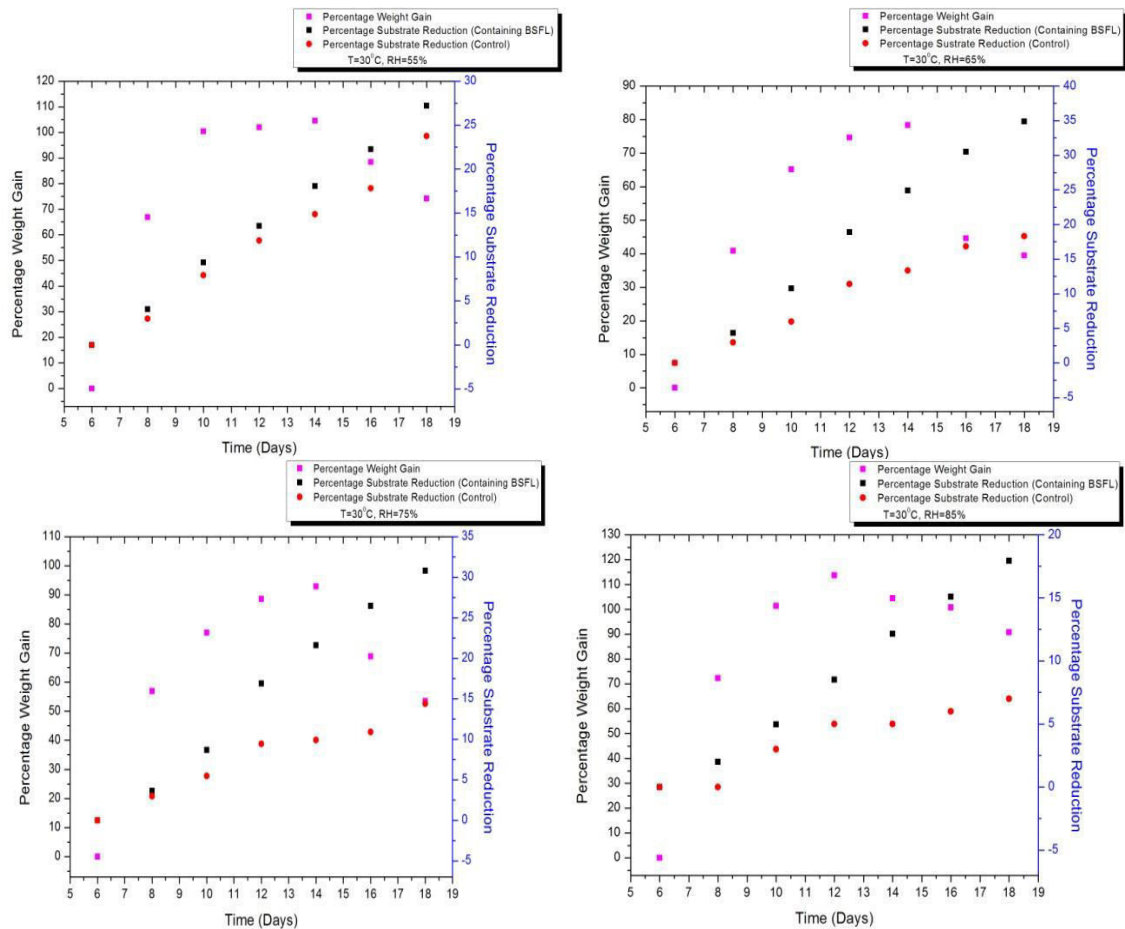 Percentage Weight Gain
Percentage Substrate Reduction (Containing BSFL)
Percentage Sustrate Reduction (Control)
T=30⁰C, RH=55%
120
110
100
90
80
70
60
50
40
30
20
10
0
Percentage Weight Gain
30
25
20
15
10
5
0
-5
Percentage Substrate Reduction
5 6 7 8 9 10 11 12 13 14 15 16 17 18 19
Time (Days)
Percentage Weight Gain
Percentage Substrate Reduction (Containing BSFL)
Percentage Sustrate Reduction (Control)
T=30⁰C, RH=65%
90
80
70
60
50
40
30
20
10
0
Percentage Weight Gain
40
35
30
25
20
15
10
5
0
-5
Percentage Substrate Reduction
5 6 7 8 9 10 11 12 13 14 15 16 17 18 19
Time (Days)
Percentage Weight Gain
Percentage Substrate Reduction (Containing BSFL)
Percentage Substrate Reduction (Control)
T=30⁰C, RH=75%
110
100
90
80
70
60
50
40
30
20
10
0
Percentage Weight Gain
35
30
25
20
15
10
5
0
-5
Percentage Substrate Reduction
5 6 7 8 9 10 11 12 13 14 15 16 17 18 19
Time (Days)
Percentage Weight Gain
Percentage Substrate Reduction (Containing BSFL)
Percentage Substrate Reduction (Control)
T=30⁰C, RH=85%
130
120
110
100
90
80
70
60
50
40
30
20
10
0
Percentage Weight Gain
20
15
10
5
0
-5
Percentage Substrate Reduction
5 6 7 8 9 10 11 12 13 14 15 16 17 18 19
Time (Days)